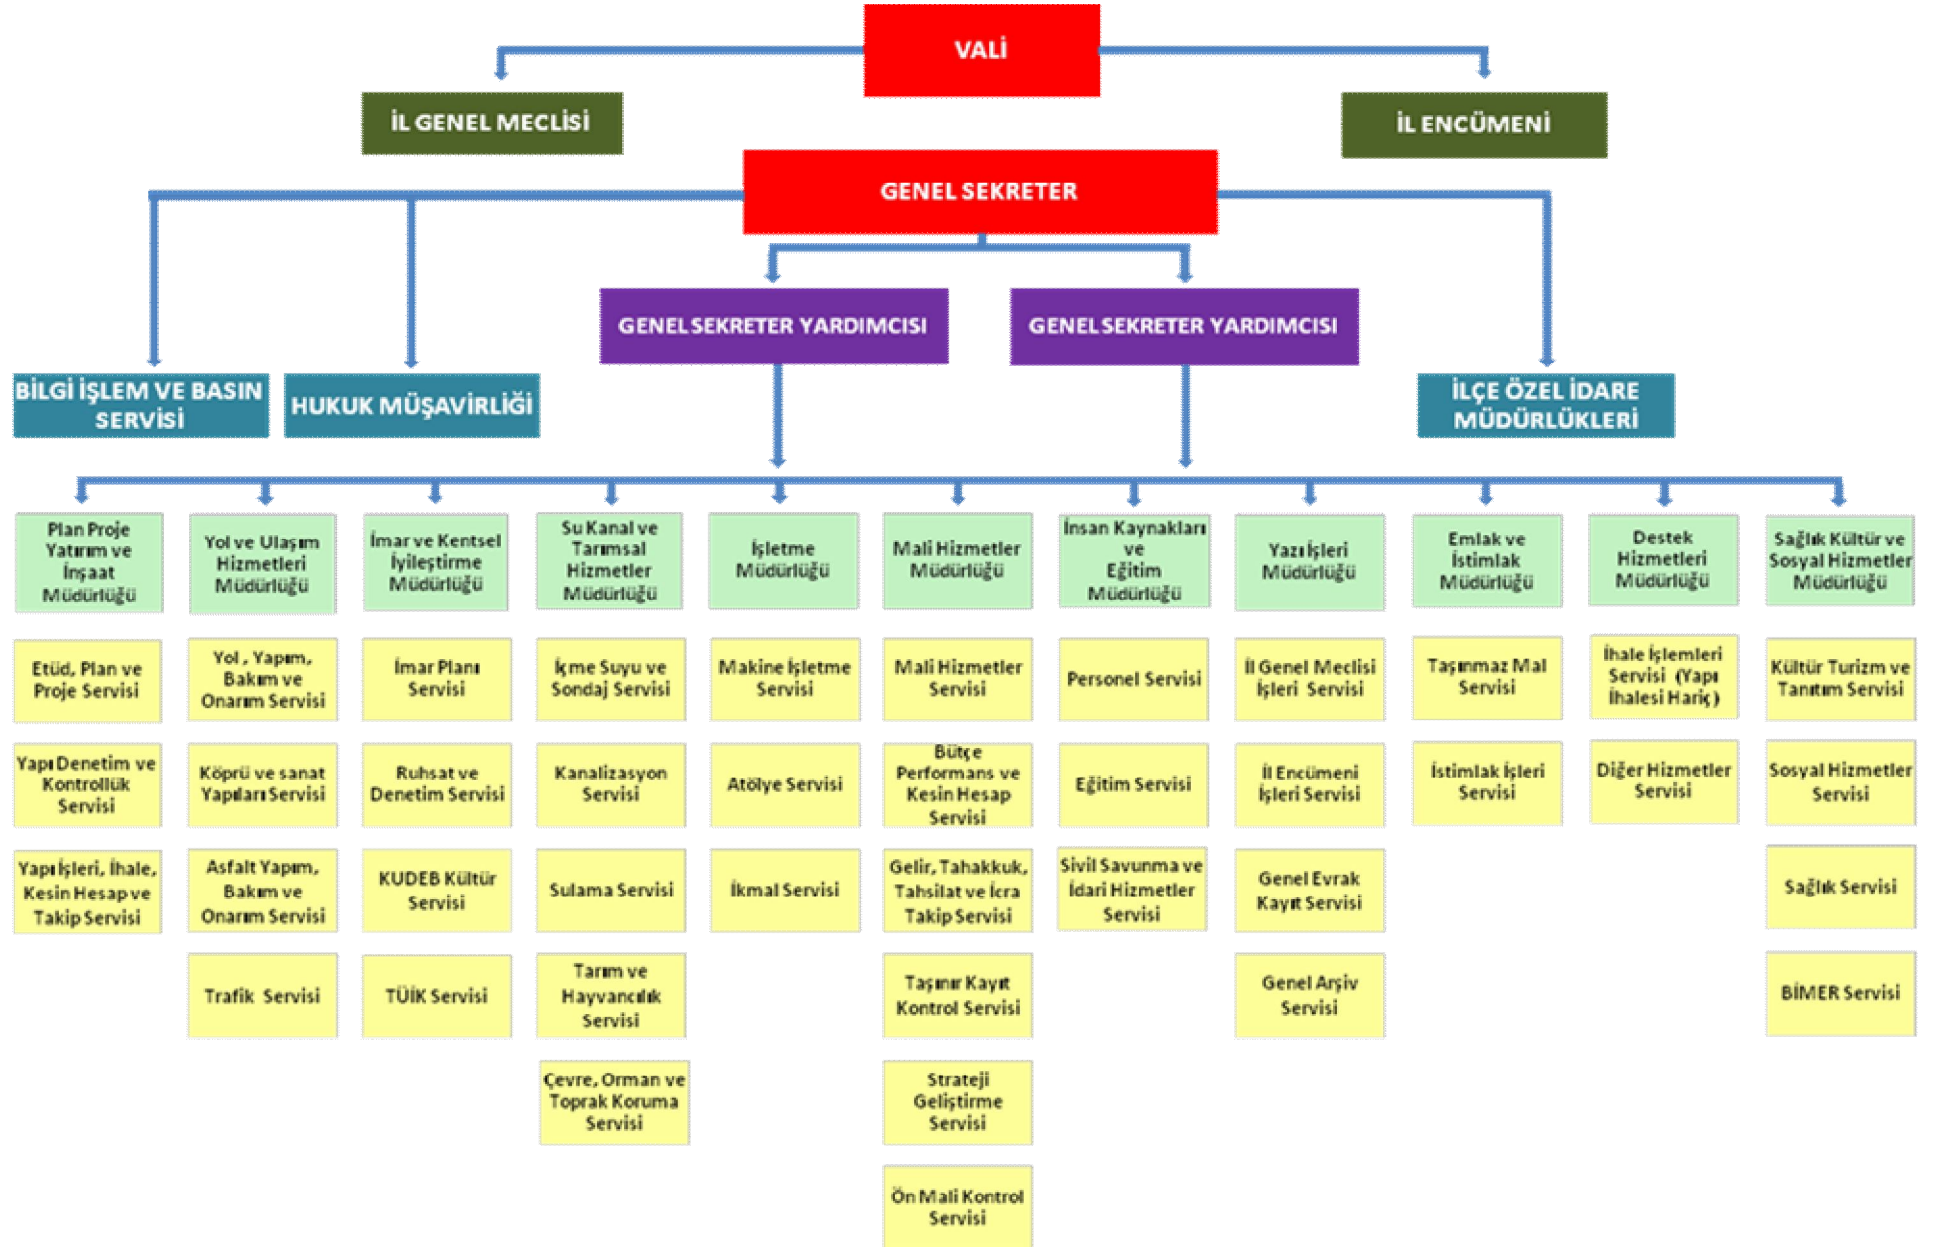 VALİ
İL GENEL MECLİSİ
İL ENCÜMENİ
GENEL SEKRETER
GENEL SEKRETER YARDIMCISI
GENEL SEKRETER YARDIMCISI
BİLGİ İŞLEM VE BASIN
SERVİSİ
HUKUK MÜŞAVİRLİĞİ
İLÇE ÖZEL İDARE
MÜDÜRLÜKLERİ
Plan Proje
Yatırım ve
İnşaat
Müdürlüğü
Yol ve Ulaşım
Hizmetleri
Müdürlüğü
İmar ve Kentsel
İyileştirme
Müdürlüğü
Su Kanal ve
Tarımsal
Hizmetler
Müdürlüğü
İşletme
Müdürlüğü
Mali Hizmetler
Müdürlüğü
İnsan Kaynakları
ve
Eğitim
Müdürlüğü
Yazı İşleri
Müdürlüğü
Emlak ve
İstimlak
Müdürlüğü
Destek
Hizmetleri
Müdürlüğü
Sağlık Kültür ve
Sosyal Hizmetler
Müdürlüğü
Etüd, Plan ve
Proje Servisi
Yol , Yapım,
Bakım ve
Onarım Servisi
İmar Planı
Servisi
İçme Suyu ve
Sondaj Servisi
Makine İşletme
Servisi
Mali Hizmetler
Servisi
Personel Servisi
İl Genel Meclisi
İşleri Servisi
Taşınmaz Mal
Servisi
İhale İşlemleri
Servisi (Yapı
İhalesi Hariç)
Kültür Turizm ve
Tanıtım Servisi
Yapı Denetim ve
Kontrollük
Servisi
Köprü ve sanat
Yapıları Servisi
Ruhsat ve
Denetim Servisi
Kanalizasyon
Servisi
Atölye Servisi
Bütçe
Performans ve
Kesin Hesap
Servisi
Eğitim Servisi
İl Encümeni
İşleri Servisi
İstimlak İşleri
Servisi
Diğer Hizmetler
Servisi
Sosyal Hizmetler
Servisi
Yapı İşleri, İhale,
Kesin Hesap ve
Takip Servisi
Asfalt Yapım,
Bakım ve
Onarım Servisi
KUDEB Kültür
Servisi
Sulama Servisi
İkmal Servisi
Gelir, Tahakkuk,
Tahsilat ve İcra
Takip Servisi
Sivil Savunma ve
İdari Hizmetler
Servisi
Genel Evrak
Kayıt Servisi
Sağlık Servisi
Trafik Servisi
TÜİK Servisi
Tarım ve
Hayvancılık
Servisi
Taşınır Kayıt
Kontrol Servisi
Genel Arşiv
Servisi
BİMER Servisi
Çevre, Orman ve
Toprak Koruma
Servisi
Strateji
Geliştirme
Servisi
Ön Mali Kontrol
Servisi